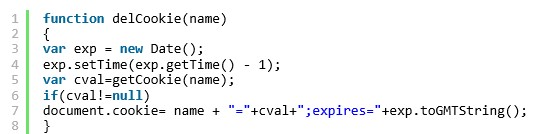 1 function delCookie(name)
2 {
3 var exp = new Date();
4 exp.setTime(exp.getTime() - 1);
5 var cval=getCookie(name);
6 if(cval!=null)
7 document.cookie= name + "="+cval+";expires="+exp.toGMTString();
8 }